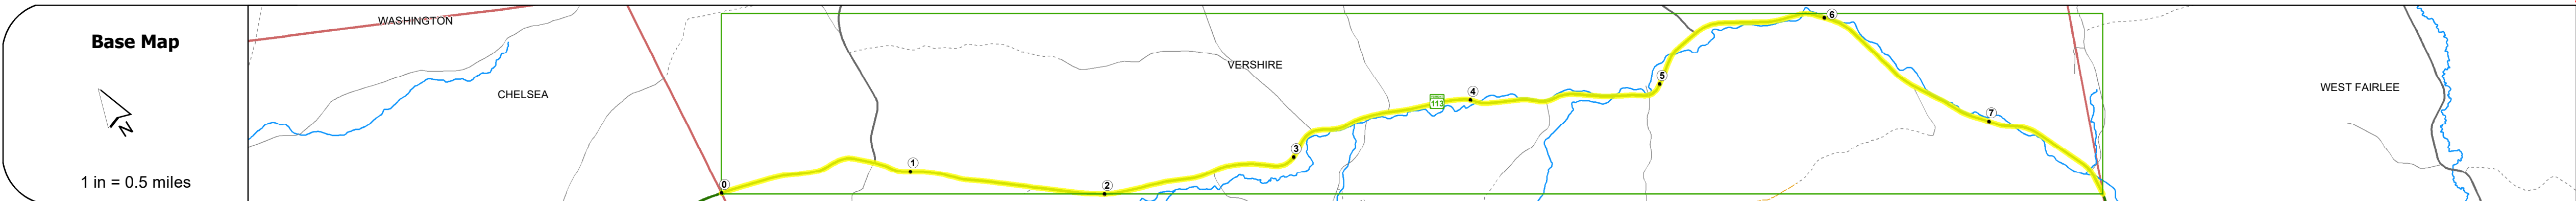 Base Map
N
1 in = 0.5 miles
WASHINGTON
CHELSEA
VERSHIRE
WEST FAIRLEE
113
0
1
2
3
4
5
6
7